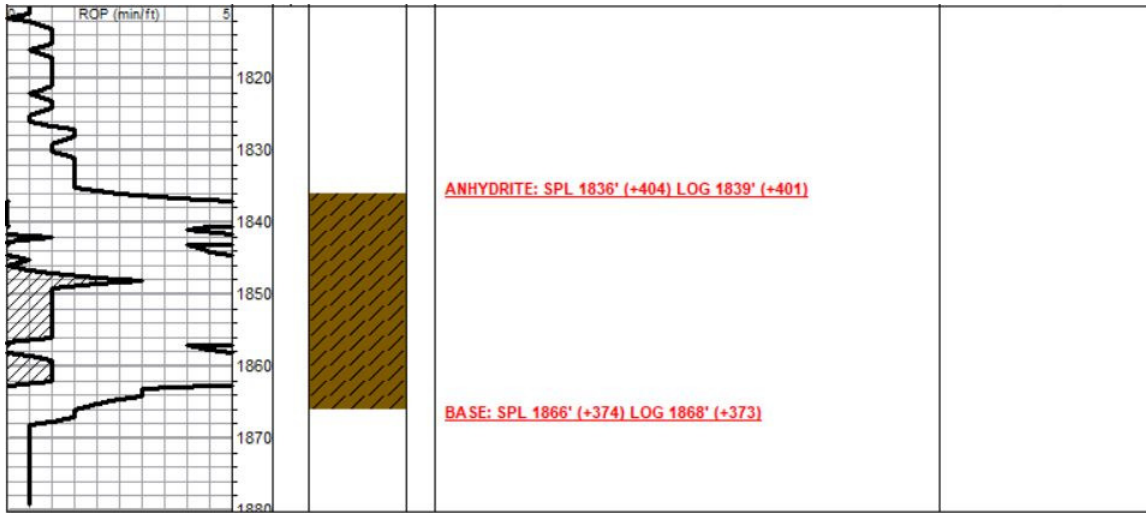 0 ROP (min/ft) 5
1820
1830
ANHYDRITE: SPL 1836' (+404) LOG 1839' (+401)
1840
1850
1860
BASE: SPL 1866' (+374) LOG 1868' (+373)
1870
1880